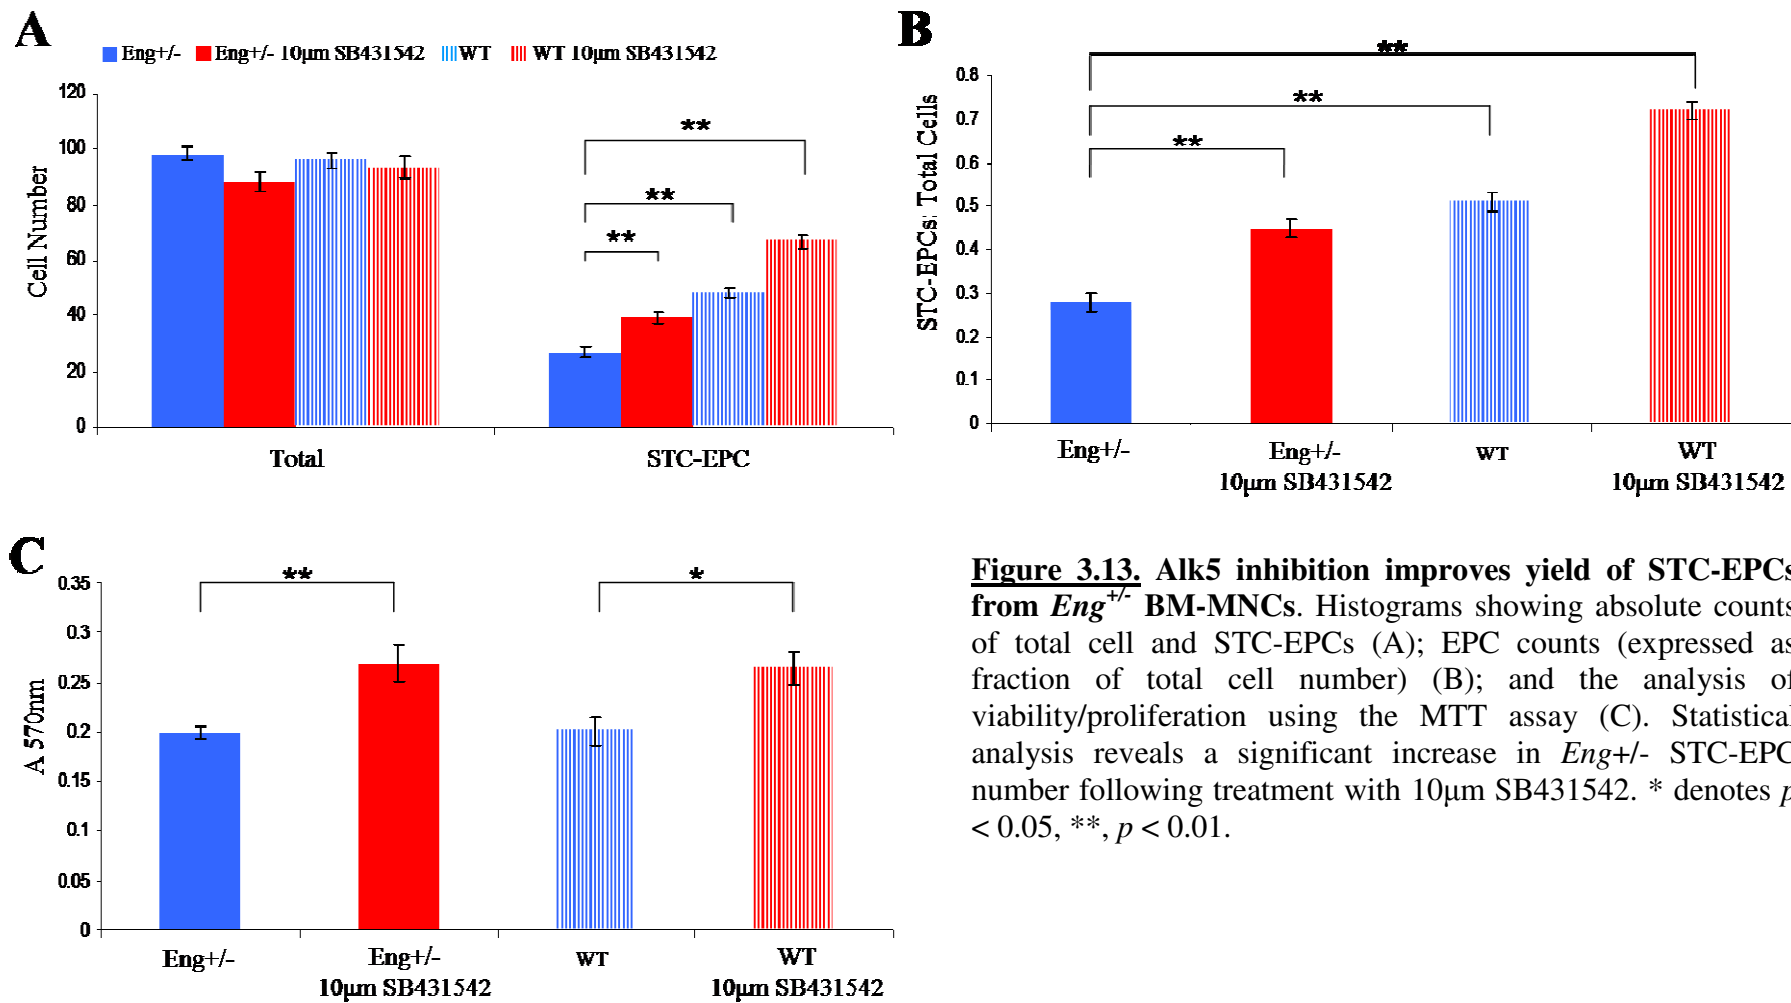 A
Eng+/- Eng+/- 10µm SB431542 WT WT 10µm SB431542
120
100
80
60
40
20
0
Cell Number
** ** **
Total STC-EPC
B
0.8
0.7
0.6
0.5
0.4
0.3
0.2
0.1
0
STC-EPCs: Total Cells
**
**
**
Eng+/- Eng+/- WT WT
10µm SB431542 10µm SB431542
C
0.35
0.3
0.25
0.2
0.15
0.1
0.05
0
A 570nm
** *
Eng+/- Eng+/- WT WT
10µm SB431542 10µm SB431542
Figure 3.13. Alk5 inhibition improves yield of STC-EPCs
from Eng+/- BM-MNCs. Histograms showing absolute counts
of total cell and STC-EPCs (A); EPC counts (expressed as
fraction of total cell number) (B); and the analysis of
viability/proliferation using the MTT assay (C). Statistical
analysis reveals a significant increase in Eng+/- STC-EPC
number following treatment with 10µm SB431542. * denotes p
< 0.05, **, p < 0.01.